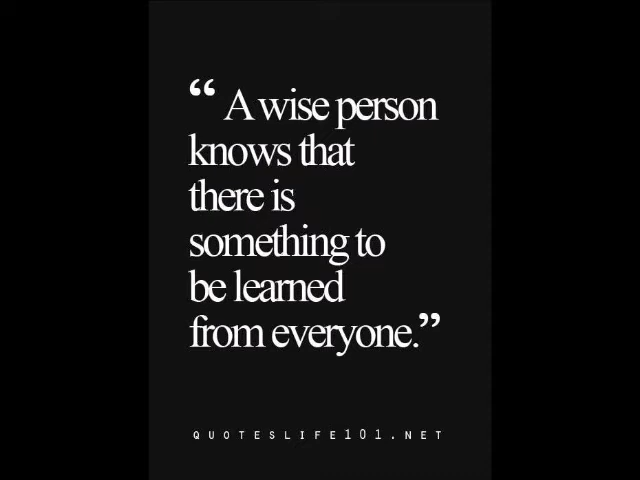 “ A wise person
knows that
there is
something to
be learned
from everyone.”
QUOTESLIFE101.NET